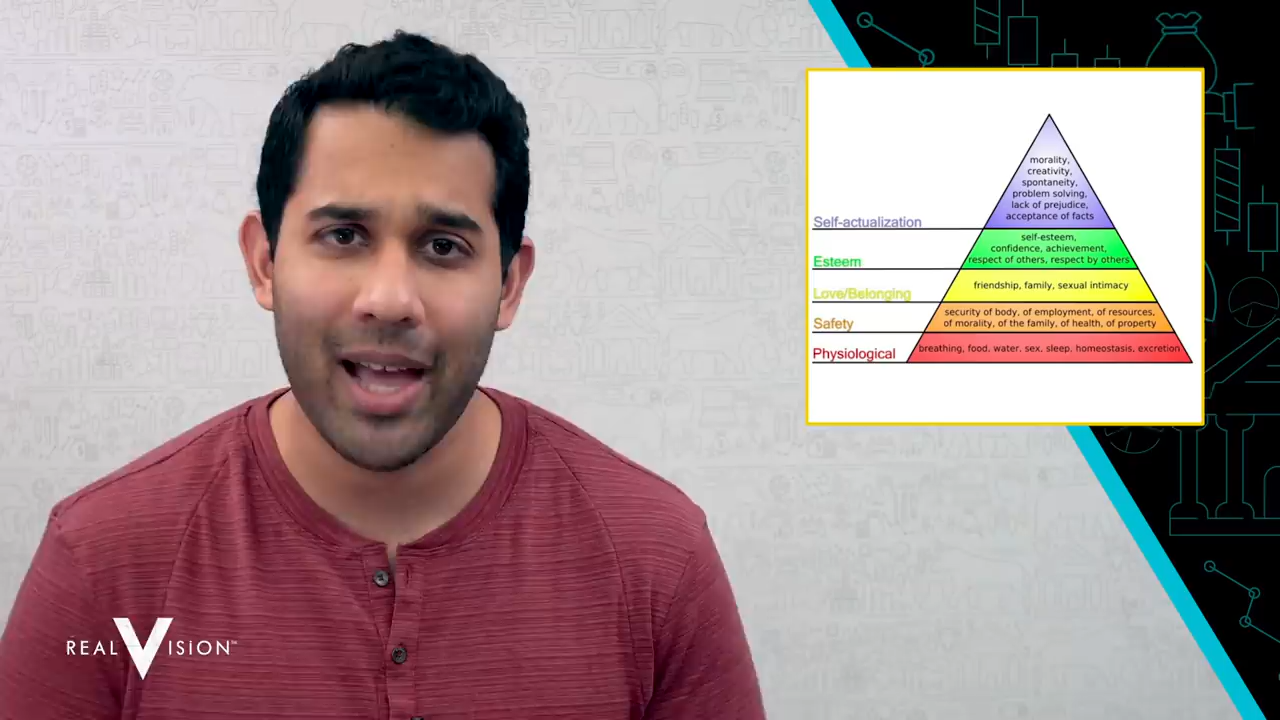 morality,
creativity,
spontaneity,
problem solving,
lack of prejudice,
acceptance of facts
Self-actualization
self-esteem,
confidence, achievement,
respect of others, respect by others
Esteem
friendship, family, sexual intimacy
Love/Belonging
security of body, of employment, of resources,
of morality, of the family, of health, of property
Safety
breathing, food, water, sex, sleep, homeostasis, excretion
Physiological
REAL VISION™